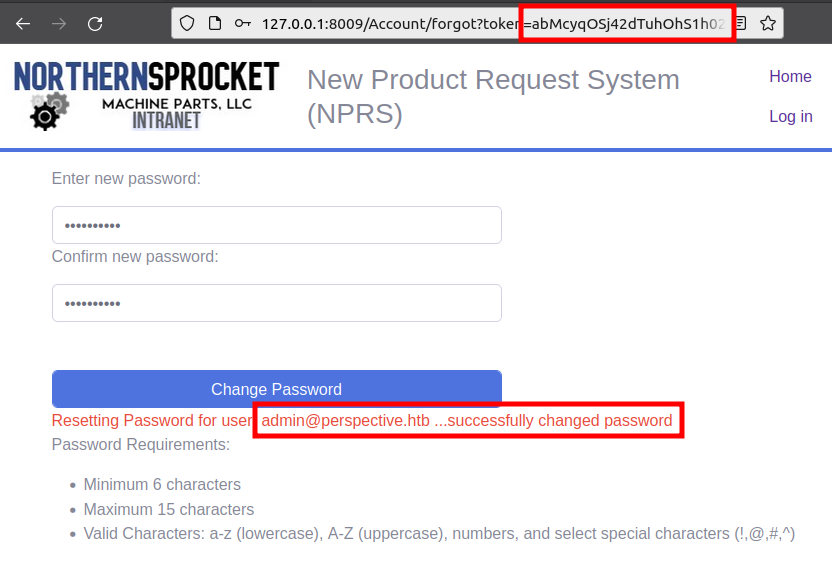 127.0.0.1:8009/Account/forgot?token=abMcyqOSj42dTuhOhS1h02
NORTHERNSPROCKET
MACHINE PARTS, LLC
INTRANET
New Product Request System
(NPRS)
Home
Log in
Enter new password:
••••••••••
Confirm new password:
••••••••••
Change Password
Resetting Password for user admin@perspective.htb ...successfully changed password
Password Requirements:
• Minimum 6 characters
• Maximum 15 characters
• Valid Characters: a-z (lowercase), A-Z (uppercase), numbers, and select special characters (!,@,#,^)